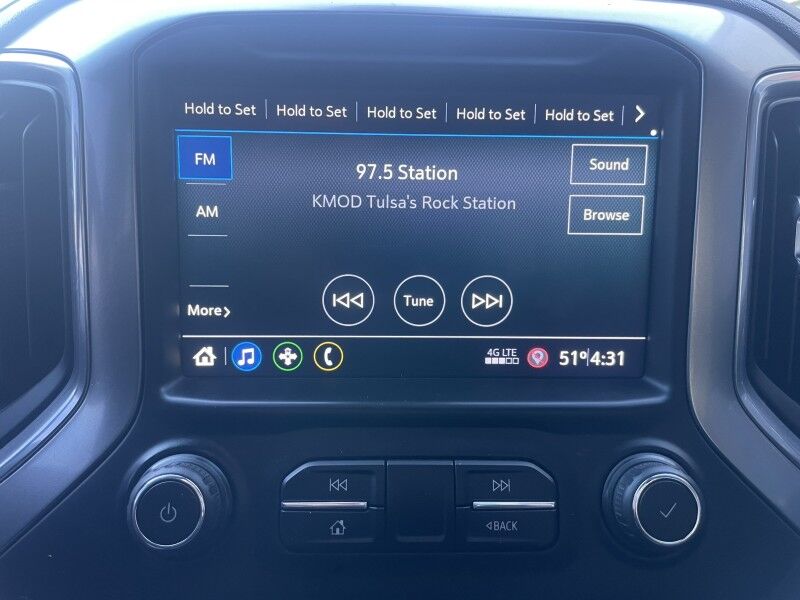 Hold to Set Hold to Set Hold to Set Hold to Set Hold to Set
FM
97.5 Station
Sound
KMOD Tulsa's Rock Station
AM
Browse
More
Tune
4G LTE
51° 4:31
BACK